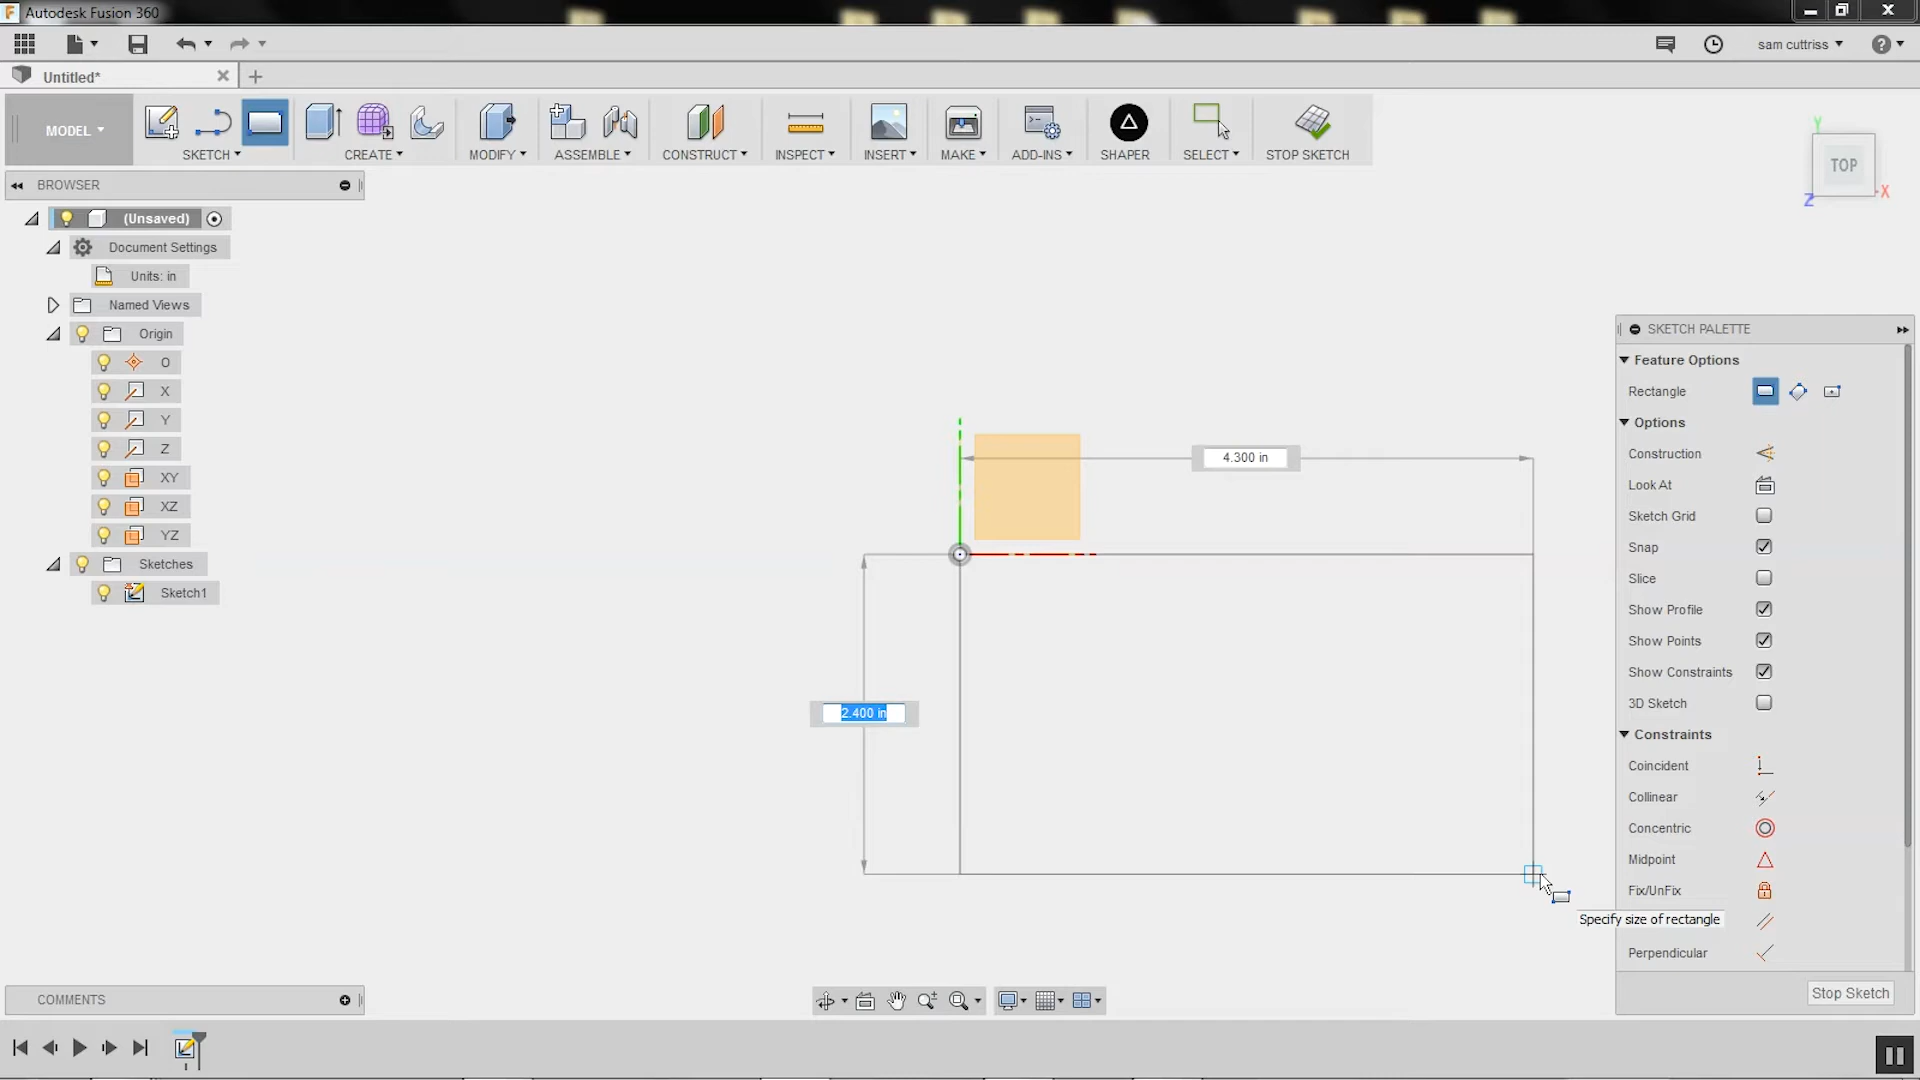 Autodesk Fusion 360
sam cuttriss
Untitled*
MODEL
SKETCH
CREATE
MODIFY
ASSEMBLE
CONSTRUCT
INSPECT
INSERT
MAKE
ADD-INS
SHAPER
SELECT
STOP SKETCH
Y
TOP
X
Z
BROWSER
(Unsaved)
Document Settings
Units: in
Named Views
Origin
O
X
Y
Z
XY
XZ
YZ
Sketches
Sketch1
4.300 in
2.400 in
Specify size of rectangle
SKETCH PALETTE
Feature Options
Rectangle
Options
Construction
Look At
Sketch Grid
Snap
Slice
Show Profile
Show Points
Show Constraints
3D Sketch
Constraints
Coincident
Collinear
Concentric
Midpoint
Fix/UnFix
Perpendicular
Stop Sketch
COMMENTS